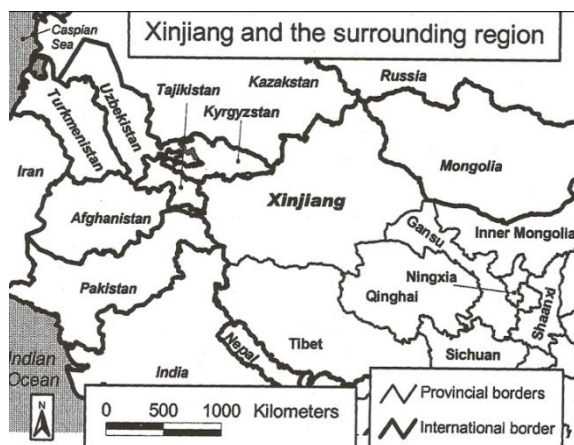 Xinjiang and the surrounding region
Caspian
Sea
Tajikistan
Kazakstan
Russia
Uzbekistan
Turkmenistan
Kyrgyzstan
Iran
Mongolia
Xinjiang
Afghanistan
Gansu
Inner Mongolia
Ningxia
Pakistan
Qinghai
Shaanxi
Tibet
Nepal
Sichuan
Indian
Ocean
India
Provincial borders
0 500 1000 Kilometers
International border
N